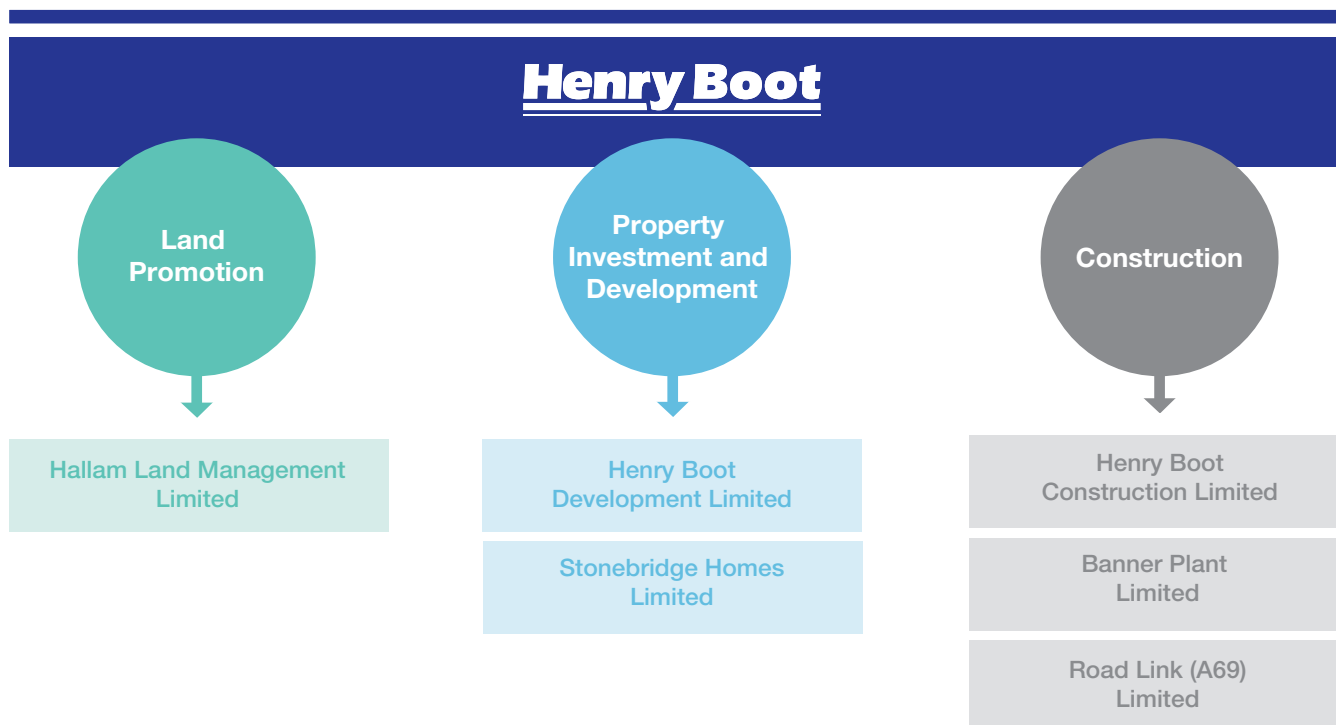 Henry Boot
Land
Promotion
Property
Investment and
Development
Construction
Hallam Land Management
Limited
Henry Boot
Development Limited
Stonebridge Homes
Limited
Henry Boot
Construction Limited
Banner Plant
Limited
Road Link (A69)
Limited